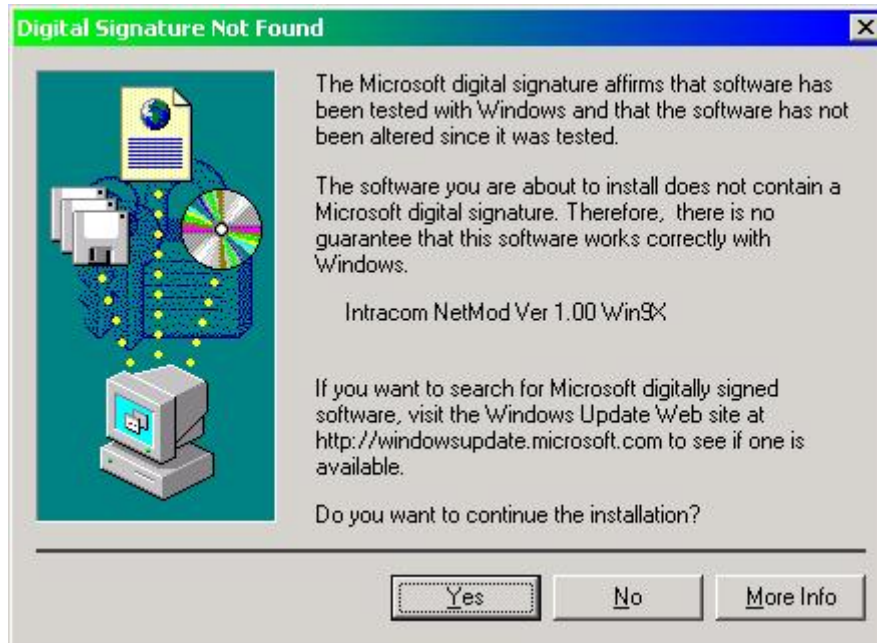 Digital Signature Not Found
The Microsoft digital signature affirms that software has
been tested with Windows and that the software has not
been altered since it was tested.
The software you are about to install does not contain a
Microsoft digital signature. Therefore,  there is no
guarantee that this software works correctly with
Windows.
Intracom NetMod Ver 1.00 Win9X
If you want to search for Microsoft digitally signed
software, visit the Windows Update Web site at
http://windowsupdate.microsoft.com to see if one is
available.
Do you want to continue the installation?
Yes No More Info